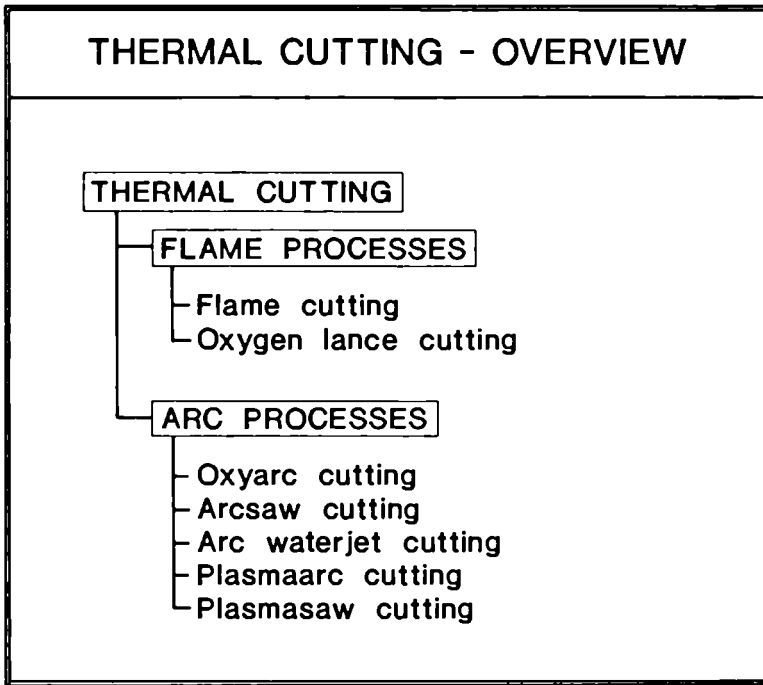 THERMAL CUTTING - OVERVIEW
THERMAL CUTTING
FLAME PROCESSES
Flame cutting
Oxygen lance cutting
ARC PROCESSES
Oxyarc cutting
Arcsaw cutting
Arc waterjet cutting
Plasmaarc cutting
Plasmasaw cutting